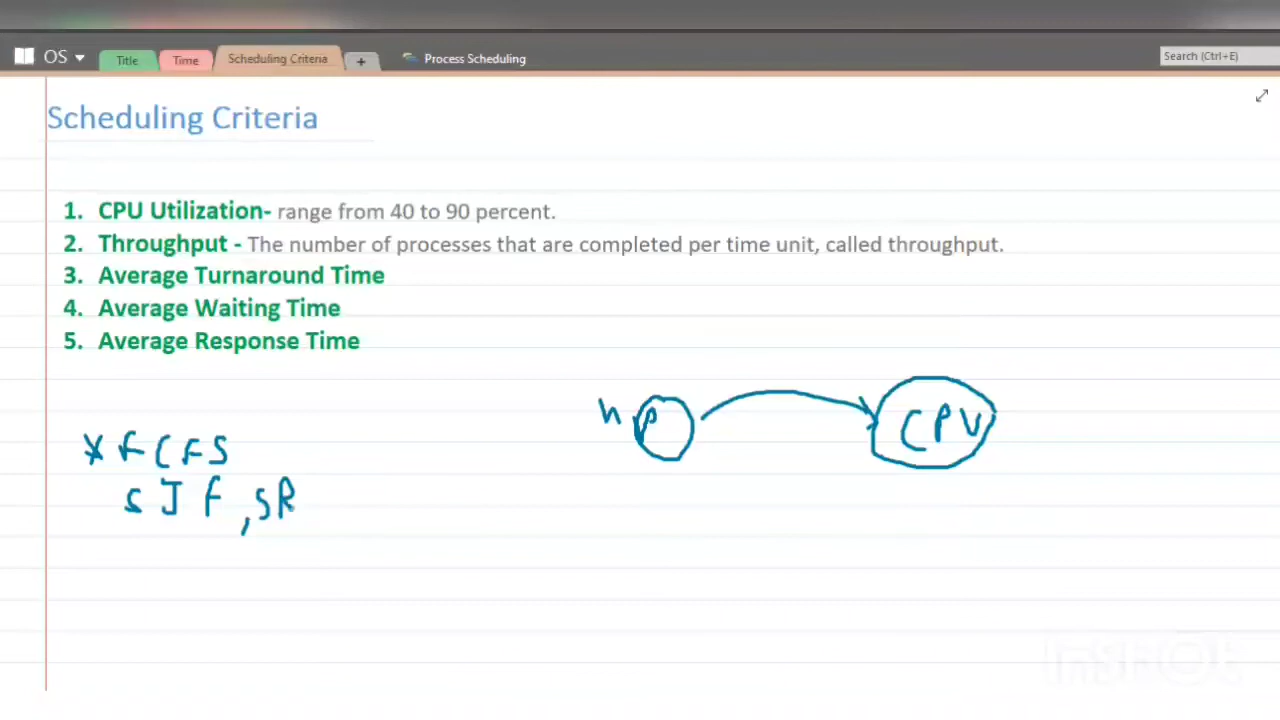 OS Title Time Scheduling Criteria + Process Scheduling Search (Ctrl+E)
Scheduling Criteria
1. CPU Utilization- range from 40 to 90 percent.
2. Throughput - The number of processes that are completed per time unit, called throughput.
3. Average Turnaround Time
4. Average Waiting Time
5. Average Response Time
n P CPU
* FCFS
SJF, SR
InShOt